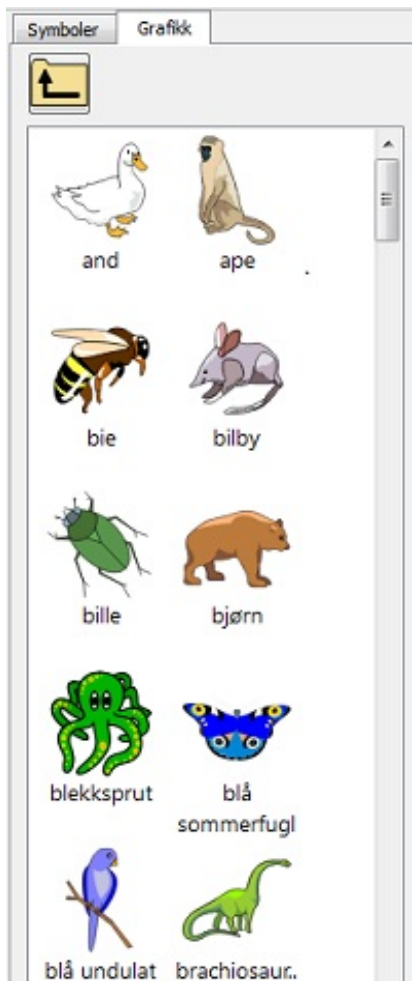 Symboler Grafikk
and ape
bie bilby
bille bjørn
blekksprut blå
sommerfugl
blå undulat brachiosaur..